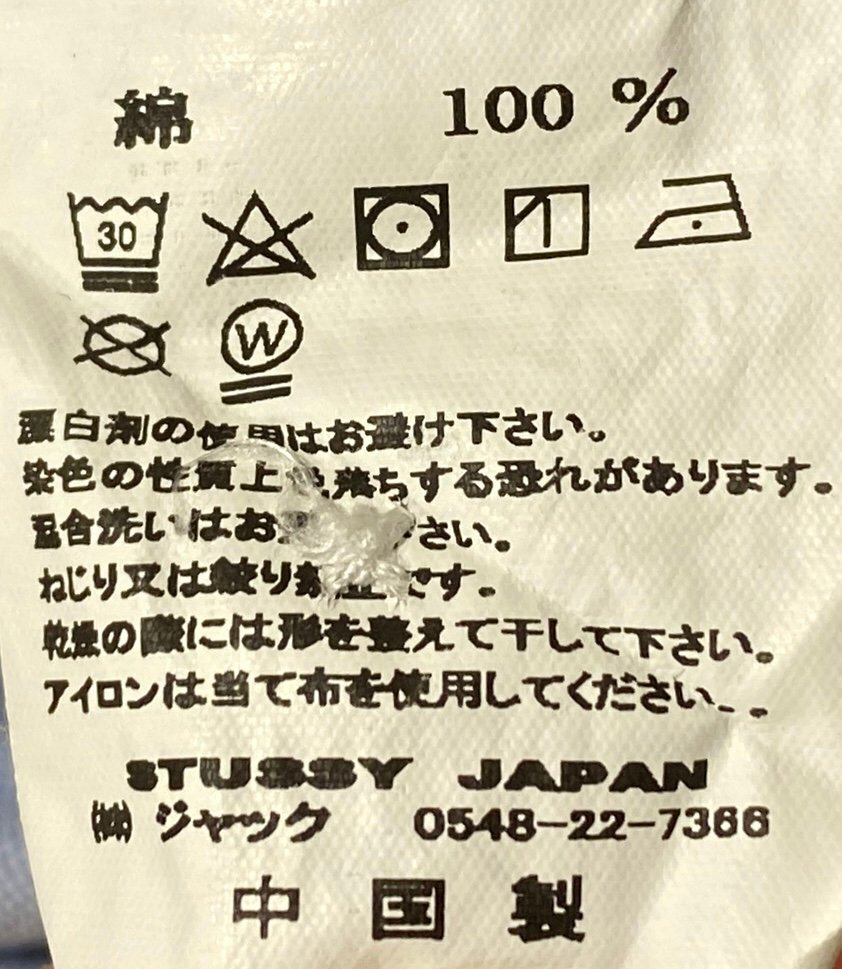 綿 100 %
30
W
漂白剤の使用はお避け下さい。
染色の性質上色落ちする恐れがあります。
混合洗いはお さい。
ねじり又は絞り です。
乾燥の際には形を整えて干して下さい。
アイロンは当て布を使用してください。
STUSSY JAPAN
㈱ ジャック 0548-22-7366
中国製